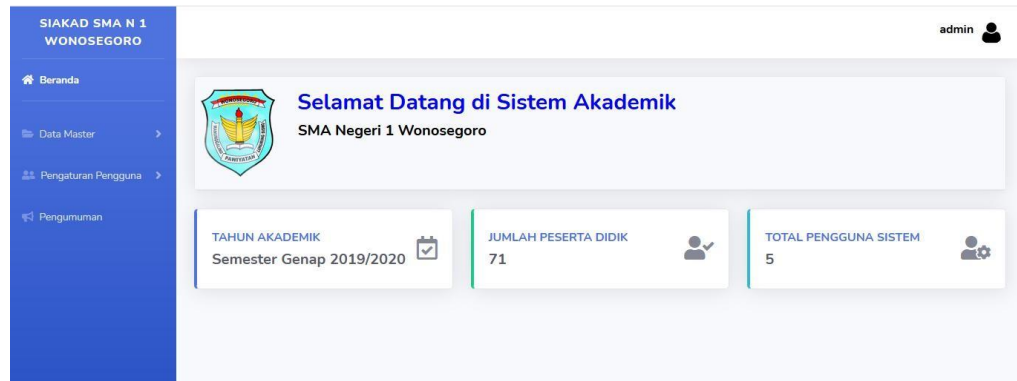 SIAKAD SMA N 1
WONOSEGORO
admin
Beranda
Data Master
Pengaturan Pengguna
Pengumuman
WONOSEGORO
Selamat Datang di Sistem Akademik
SMA Negeri 1 Wonosegoro
TAHUN AKADEMIK
Semester Genap 2019/2020
JUMLAH PESERTA DIDIK
71
TOTAL PENGGUNA SISTEM
5